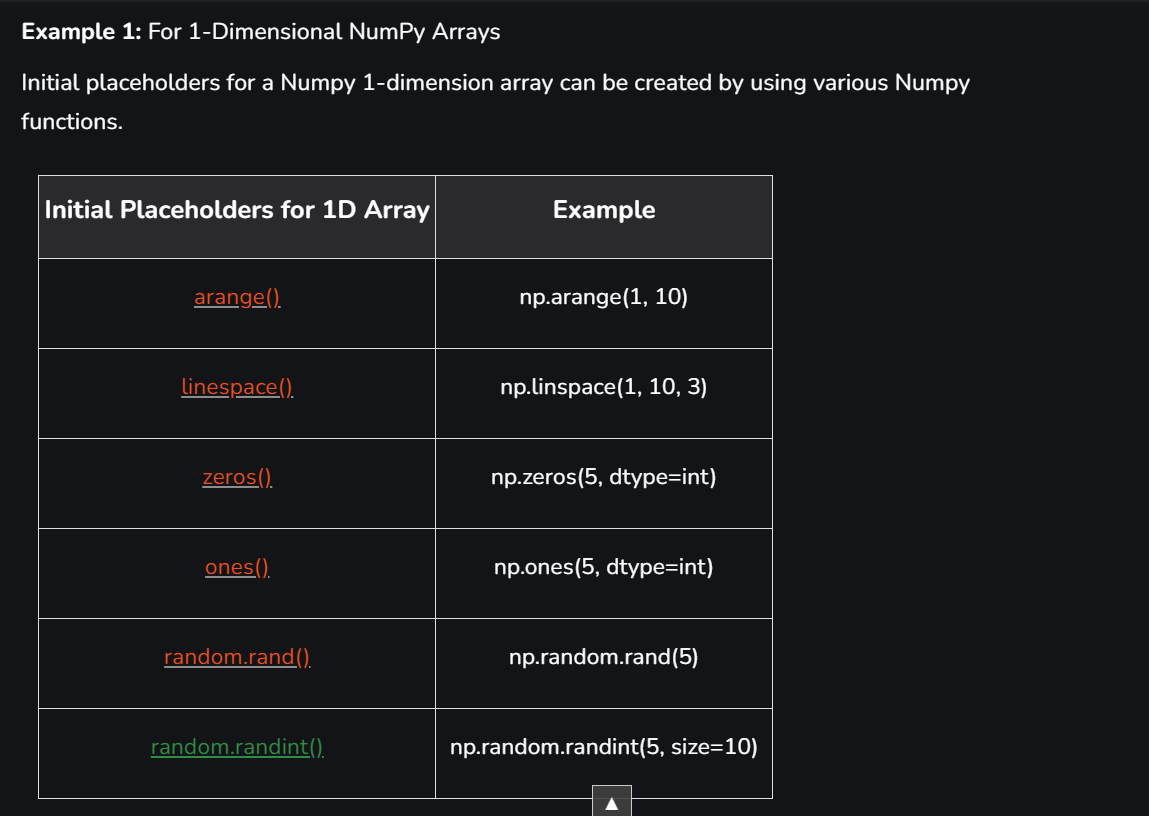 Example 1: For 1-Dimensional NumPy Arrays
Initial placeholders for a Numpy 1-dimension array can be created by using various Numpy
functions.
Initial Placeholders for 1D Array Example
arange() np.arange(1, 10)
linespace() np.linspace(1, 10, 3)
zeros() np.zeros(5, dtype=int)
ones() np.ones(5, dtype=int)
random.rand() np.random.rand(5)
random.randint() np.random.randint(5, size=10)